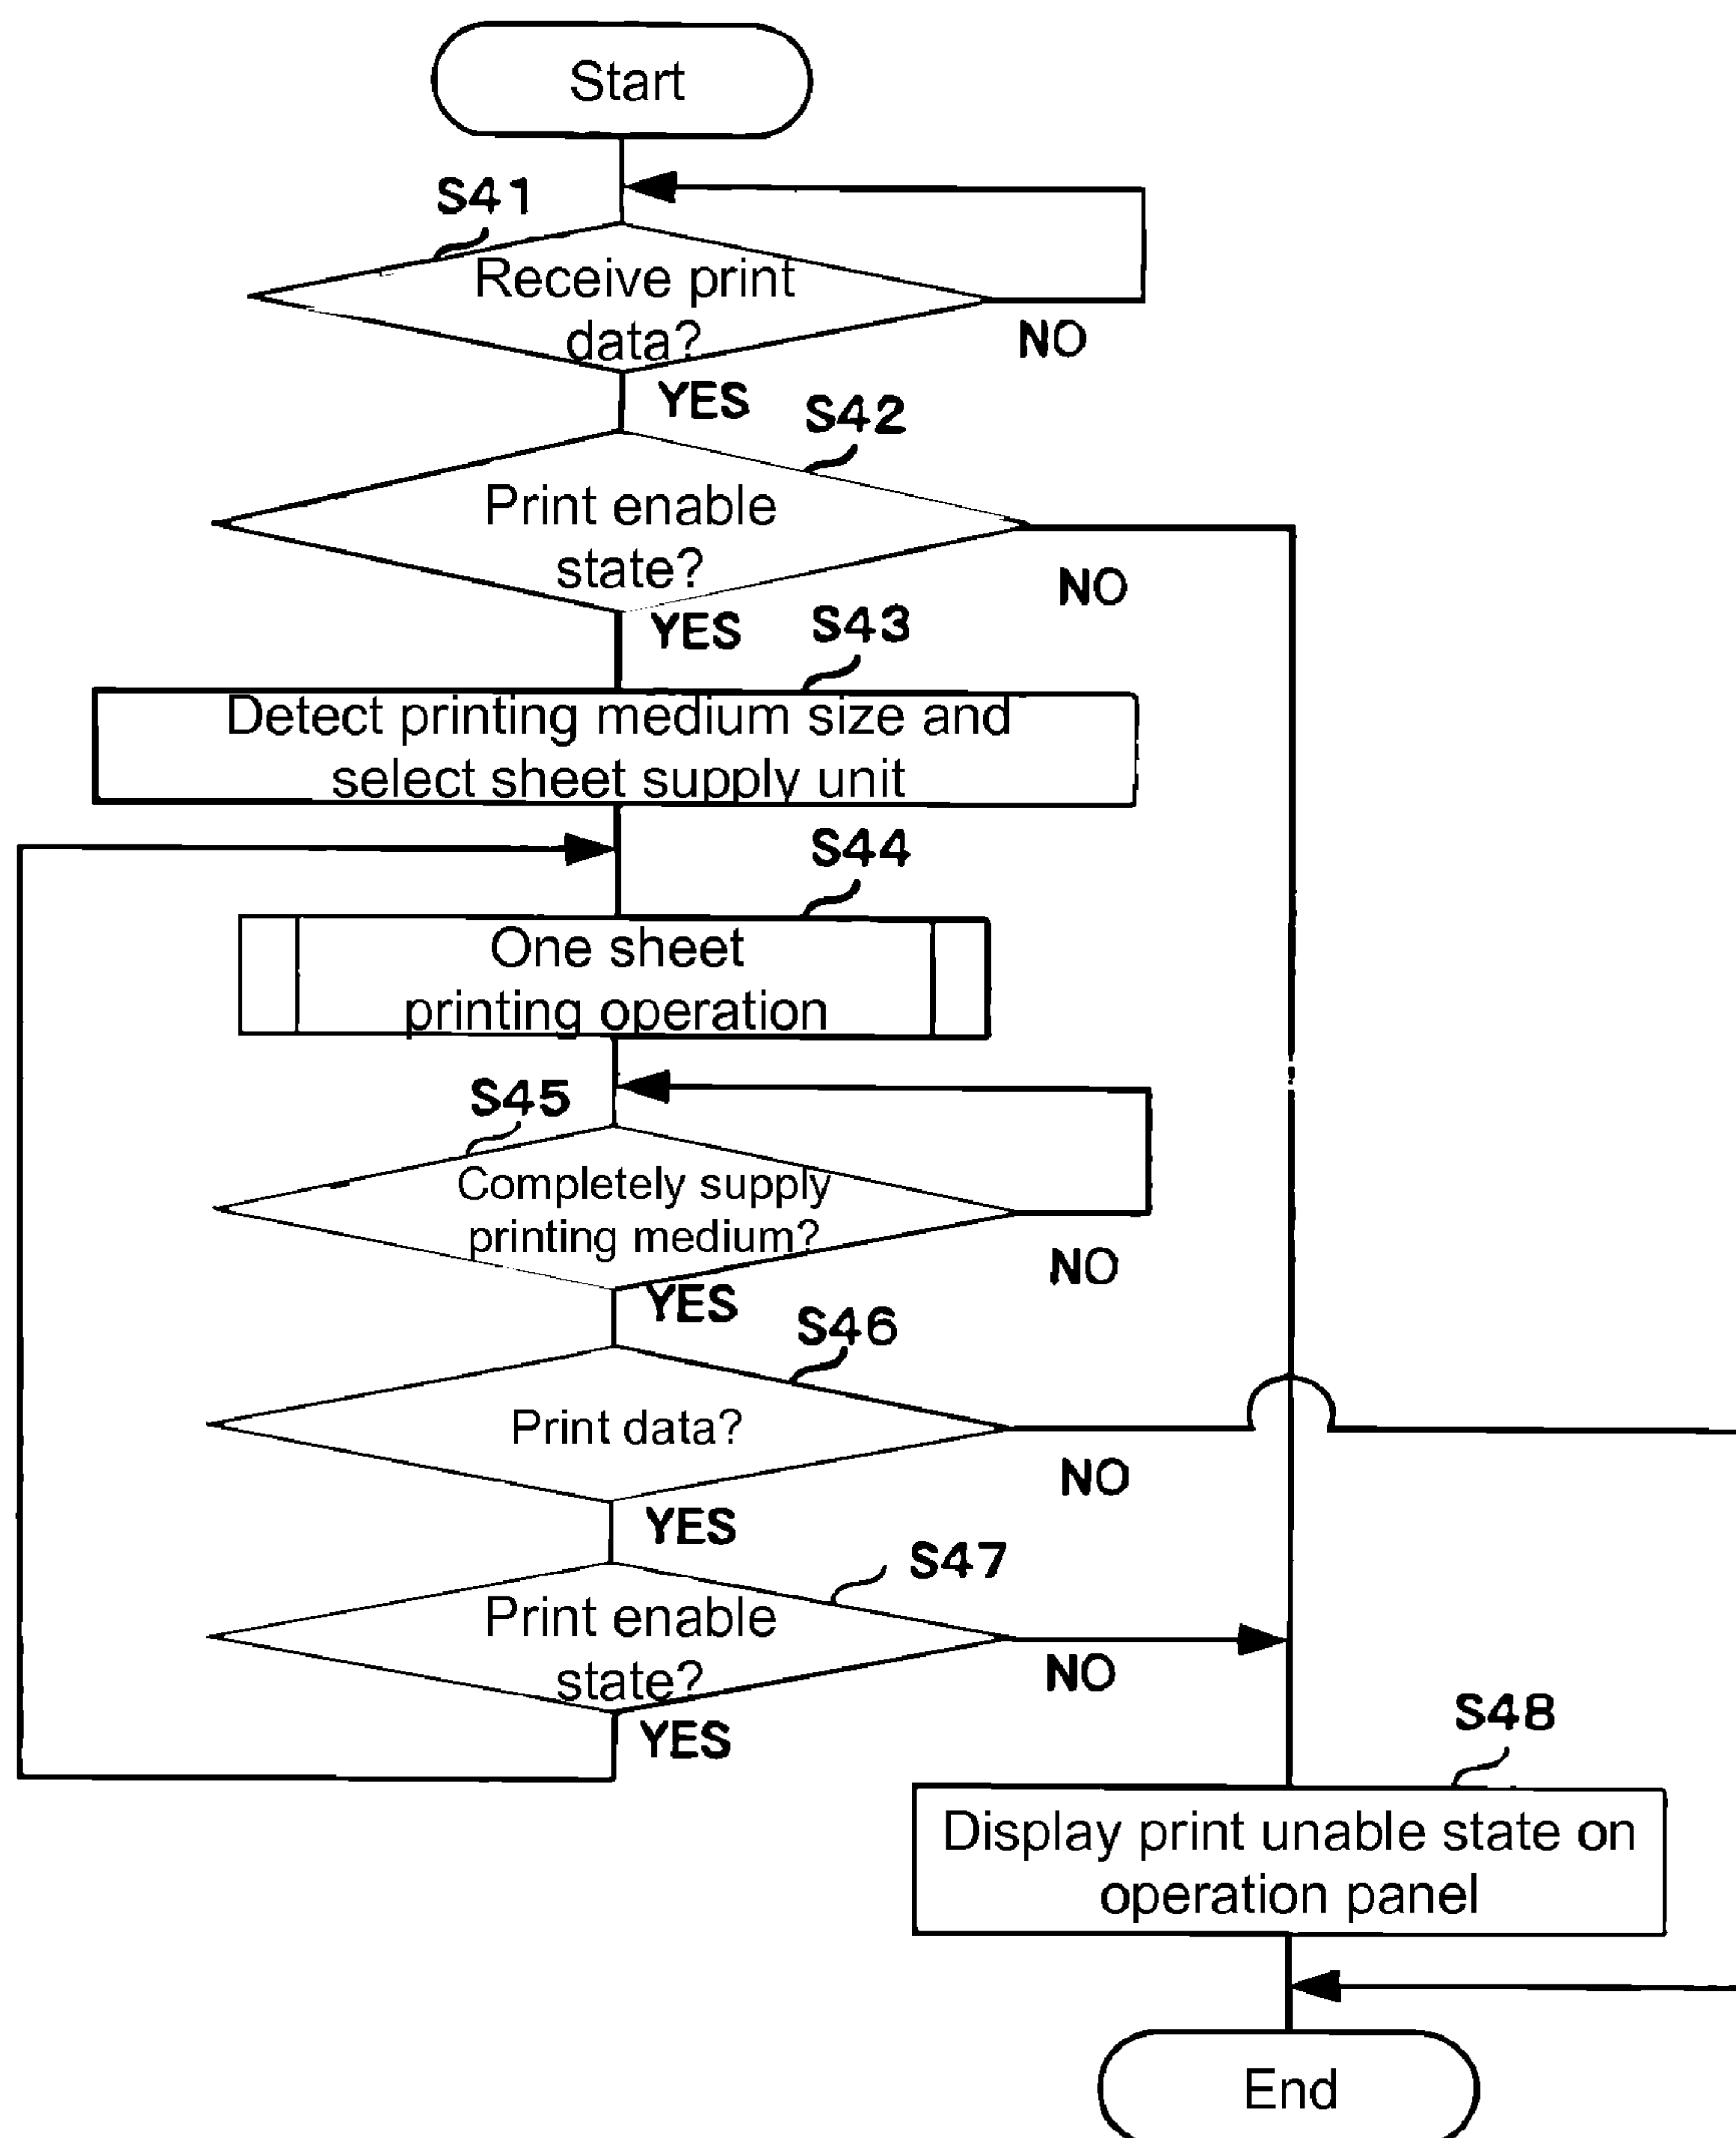 Start
S41
Receive print
data?
NO
YES
S42
Print enable
state?
NO
YES
S43
Detect printing medium size and
select sheet supply unit
S44
One sheet
printing operation
S45
Completely supply
printing medium?
NO
YES
S46
Print data?
NO
YES
S47
Print enable
state?
NO
YES
S48
Display print unable state on
operation panel
End